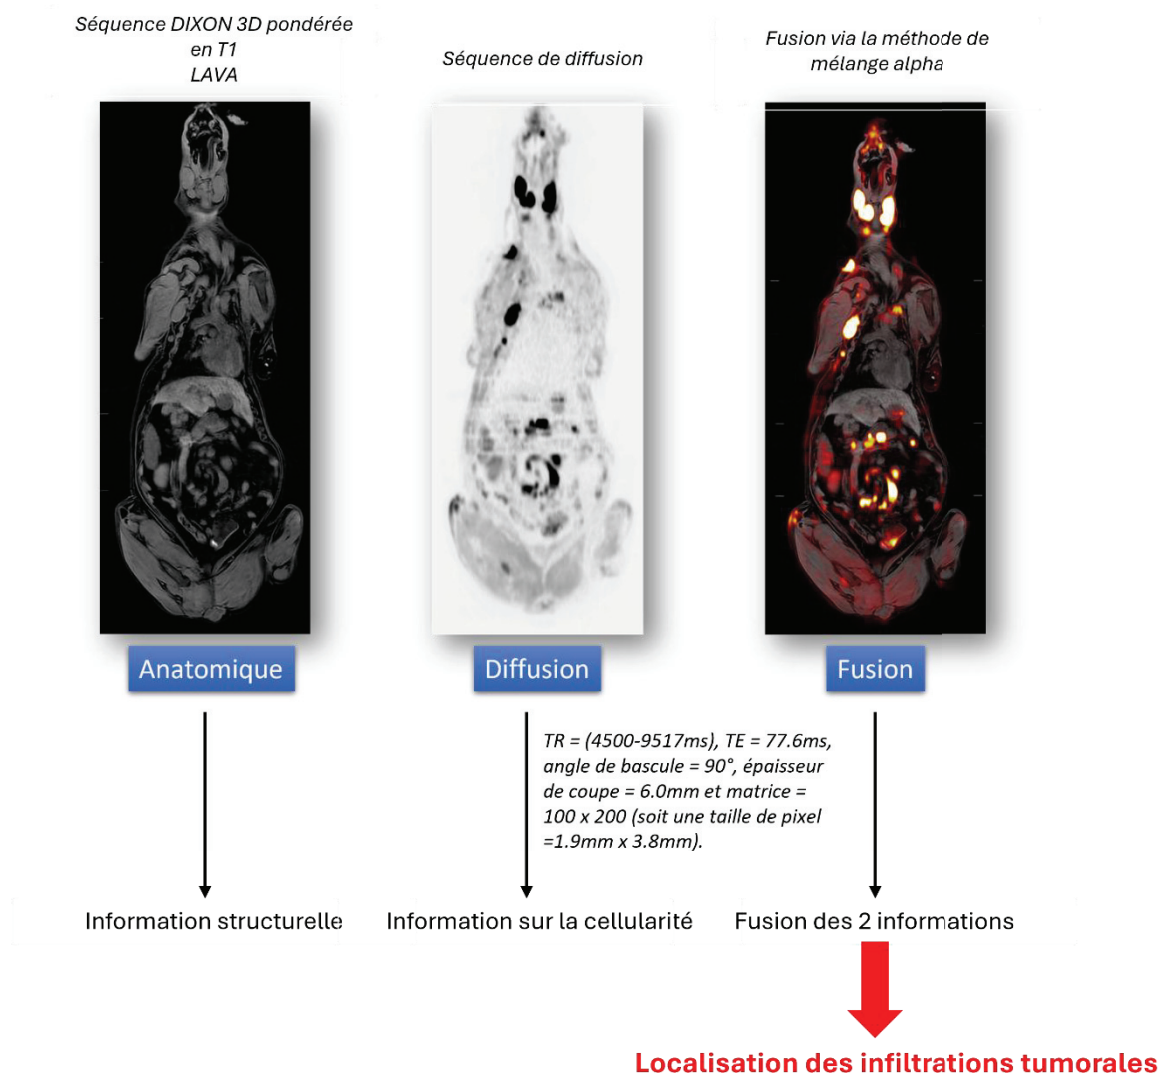 Séquence DIXON 3D pondérée
en T1
LAVA
Séquence de diffusion
Fusion via la méthode de
mélange alpha
Anatomique
Diffusion
Fusion
TR = (4500-9517ms), TE = 77.6ms,
angle de bascule = 90°, épaisseur
de coupe = 6.0mm et matrice =
100 x 200 (soit une taille de pixel
=1.9mm x 3.8mm).
Information structurelle
Information sur la cellularité
Fusion des 2 informations
Localisation des infiltrations tumorales